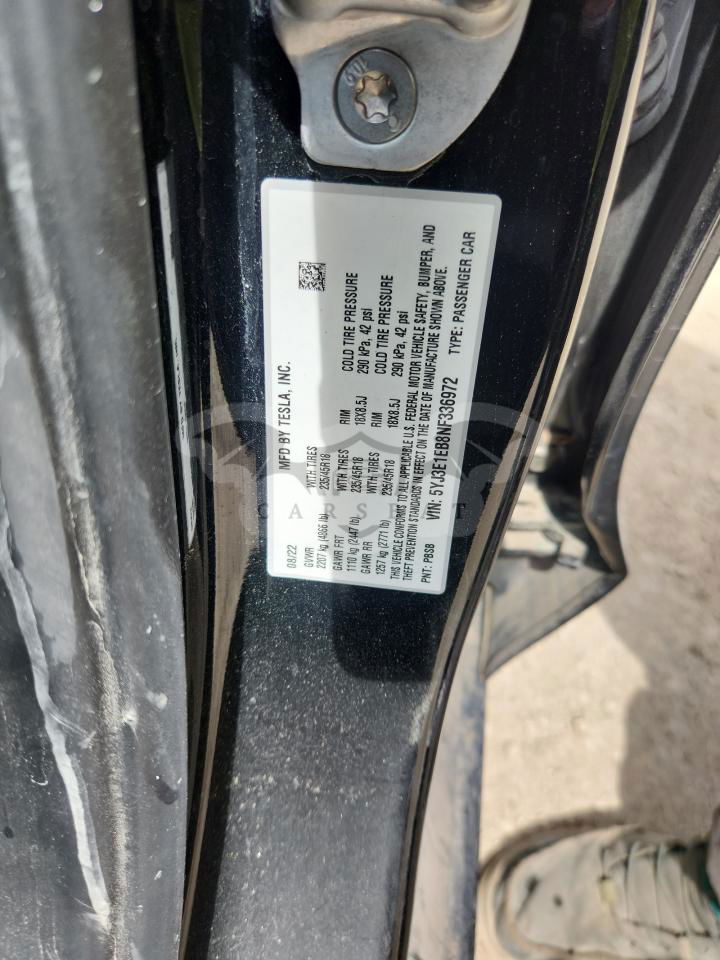 MFD BY TESLA, INC.
08/22
GVWR WITH TIRES RIM COLD TIRE PRESSURE
2207 kg (4866 lb) 235/45R18 18X8.5J 290 kPa, 42 psi
GAWR FRT WITH TIRES RIM COLD TIRE PRESSURE
1110 kg (2447 lb) 235/45R18 18X8.5J 290 kPa, 42 psi
GAWR RR WITH TIRES
1257 kg (2771 lb) 235/45R18
THIS VEHICLE CONFORMS TO ALL APPLICABLE U.S. FEDERAL MOTOR VEHICLE SAFETY, BUMPER, AND
THEFT PREVENTION STANDARDS IN EFFECT ON THE DATE OF MANUFACTURE SHOWN ABOVE.
PNT: PBSB VIN: 5YJ3E1EB8NF336972 TYPE: PASSENGER CAR